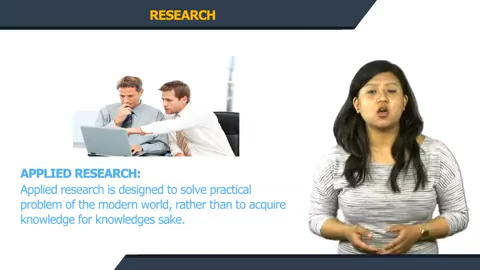 RESEARCH
APPLIED RESEARCH:
Applied research is designed to solve practical
problem of the modern world, rather than to acquire
knowledge for knowledges sake.